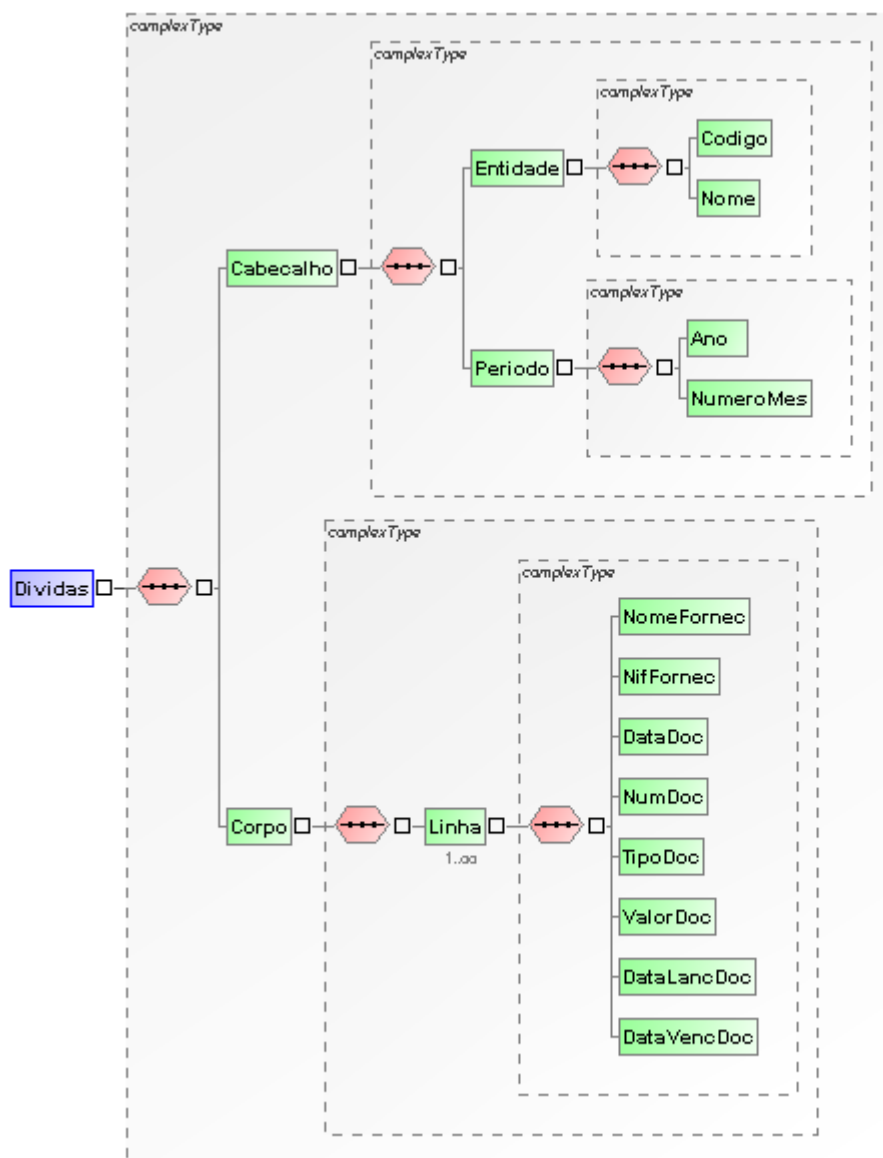 complexType
complexType
complexType
Codigo
Entidade
Nome
Cabecalho
complexType
Ano
Periodo
NumeroMes
complexType
complexType
Dividas
NomeFornec
NifFornec
DataDoc
NumDoc
Corpo
Linha
1..∞
TipoDoc
ValorDoc
DataLancDoc
DataVencDoc